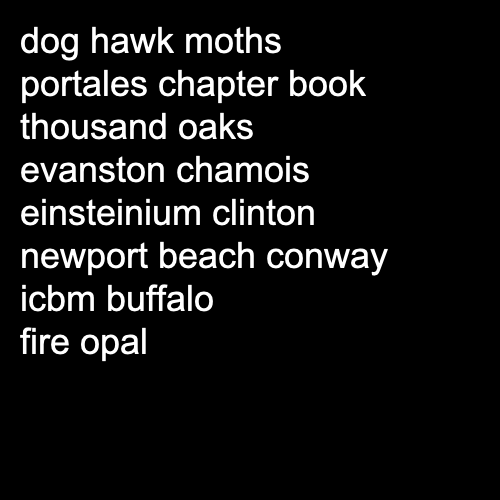 dog hawk moths
portales chapter book
thousand oaks
evanston chamois
einsteinium clinton
newport beach conway
icbm buffalo
fire opal